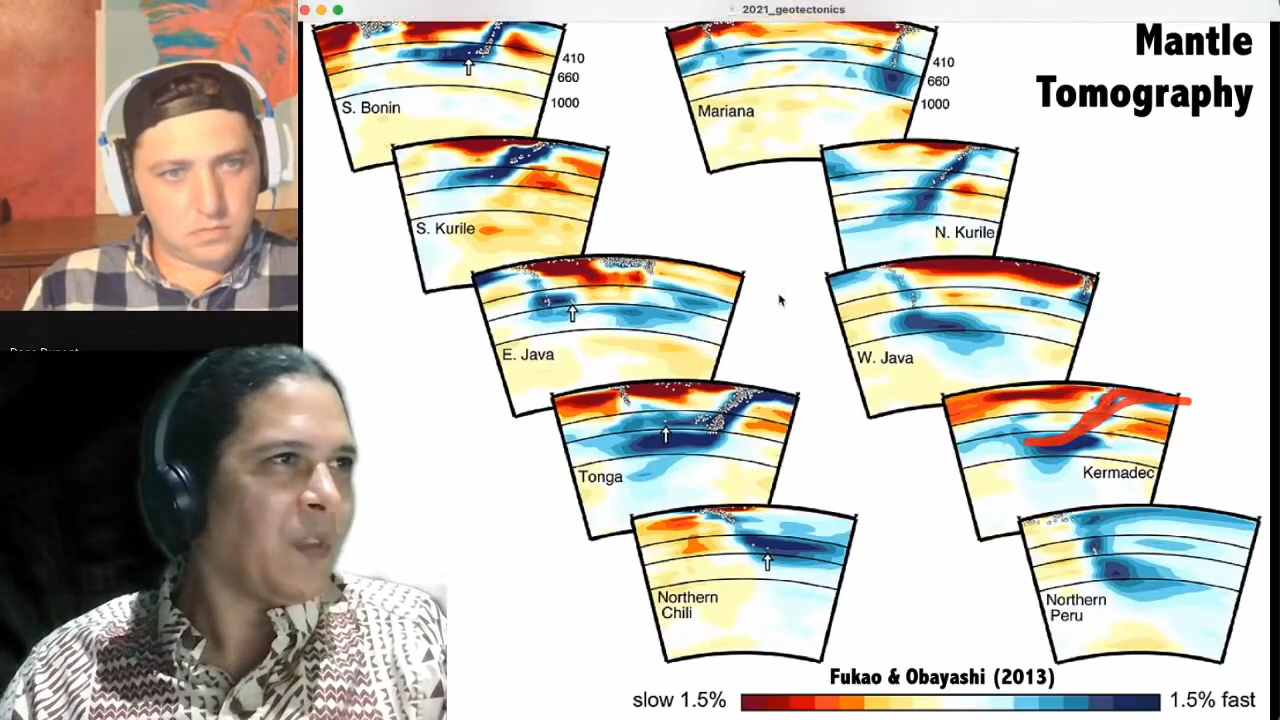 2021_geotectonics
Mantle
Tomography
410
660
1000
S. Bonin
410
660
1000
Mariana
S. Kurile
N. Kurile
E. Java
W. Java
Tonga
Kermadec
Northern
Chili
Northern
Peru
Fukao & Obayashi (2013)
slow 1.5%
1.5% fast